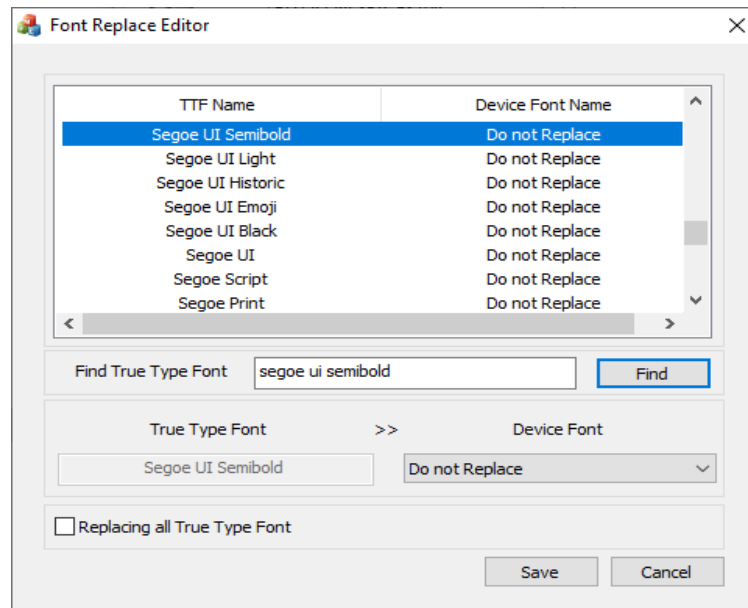 Font Replace Editor
TTF Name Device Font Name
Segoe UI Semibold Do not Replace
Segoe UI Light Do not Replace
Segoe UI Historic Do not Replace
Segoe UI Emoji Do not Replace
Segoe UI Black Do not Replace
Segoe UI Do not Replace
Segoe Script Do not Replace
Segoe Print Do not Replace
Find True Type Font segoe ui semibold Find
True Type Font >> Device Font
Segoe UI Semibold Do not Replace
Replacing all True Type Font
Save Cancel